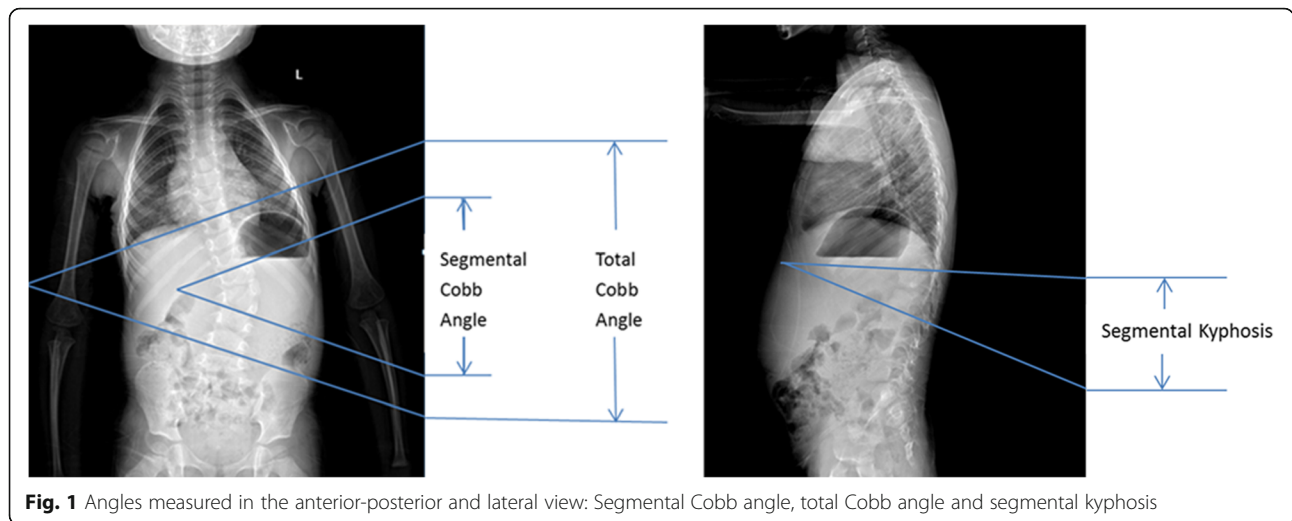 L
Segmental
Cobb
Angle
Total
Cobb
Angle
Segmental Kyphosis
Fig. 1 Angles measured in the anterior-posterior and lateral view: Segmental Cobb angle, total Cobb angle and segmental kyphosis